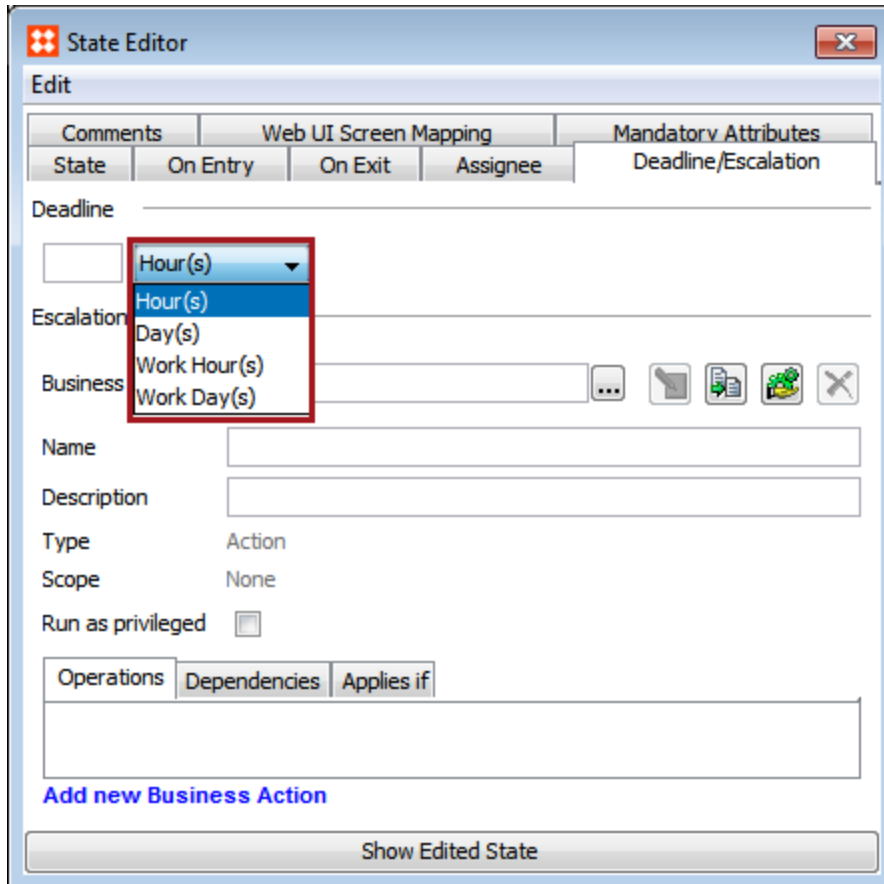 State Editor
Edit
Comments Web UI Screen Mapping Mandatory Attributes
State On Entry On Exit Assignee Deadline/Escalation
Deadline
Hour(s)
Hour(s)
Escalation
Day(s)
Work Hour(s)
Business ...
Work Day(s)
Name
Description
Type Action
Scope None
Run as privileged
Operations Dependencies Applies if
Add new Business Action
Show Edited State